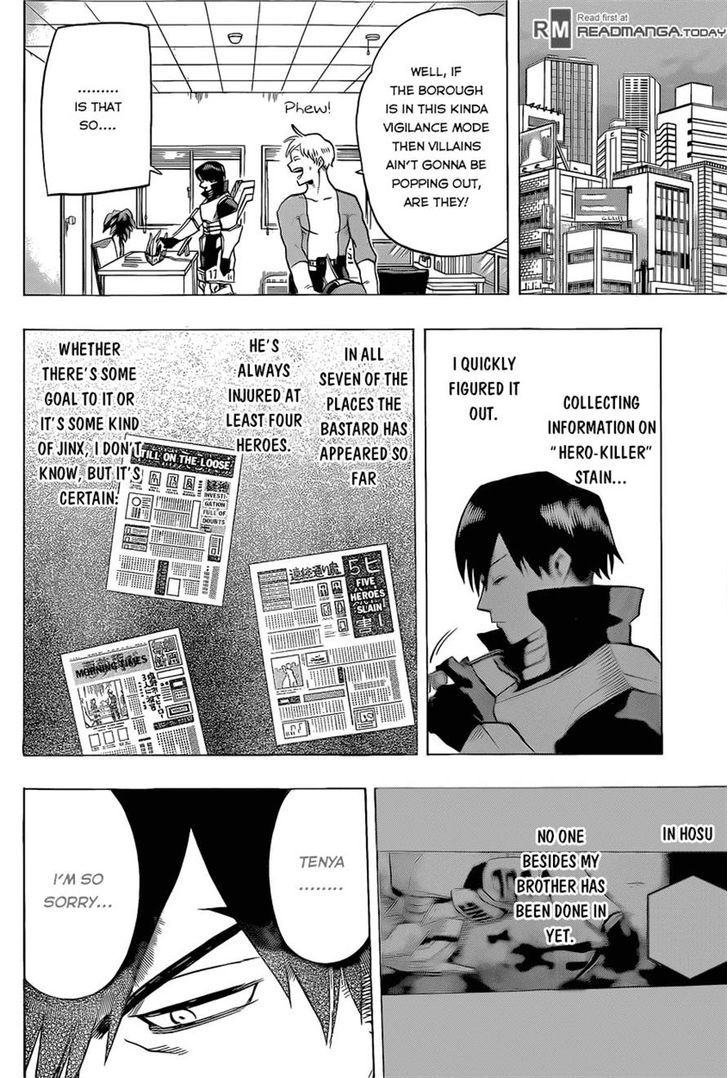 Read first at
RM READMANGA.TODAY
WELL, IF
THE BOROUGH
IS IN THIS KINDA
VIGILANCE MODE
THEN VILLAINS
AIN'T GONNA BE
POPPING OUT,
ARE THEY!
Phew!
..........
IS THAT
SO....
17
COLLECTING
INFORMATION ON
"HERO-KILLER"
STAIN...
I QUICKLY
FIGURED IT
OUT.
IN ALL
SEVEN OF THE
PLACES THE
BASTARD HAS
APPEARED SO
FAR
HE'S
ALWAYS
INJURED AT
LEAST FOUR
HEROES.
WHETHER
THERE'S SOME
GOAL TO IT OR
IT'S SOME KIND
OF JINX, I DON'T
KNOW, BUT IT'S
CERTAIN:
STILL ON THE LOOSE
INVESTI-
GATION
FULL OF
DOUBTS
FIVE
HEROES
SLAIN
MORNING TIMES
IN HOSU
NO ONE
BESIDES MY
BROTHER HAS
BEEN DONE IN
YET.
TENYA
........
I'M SO
SORRY...